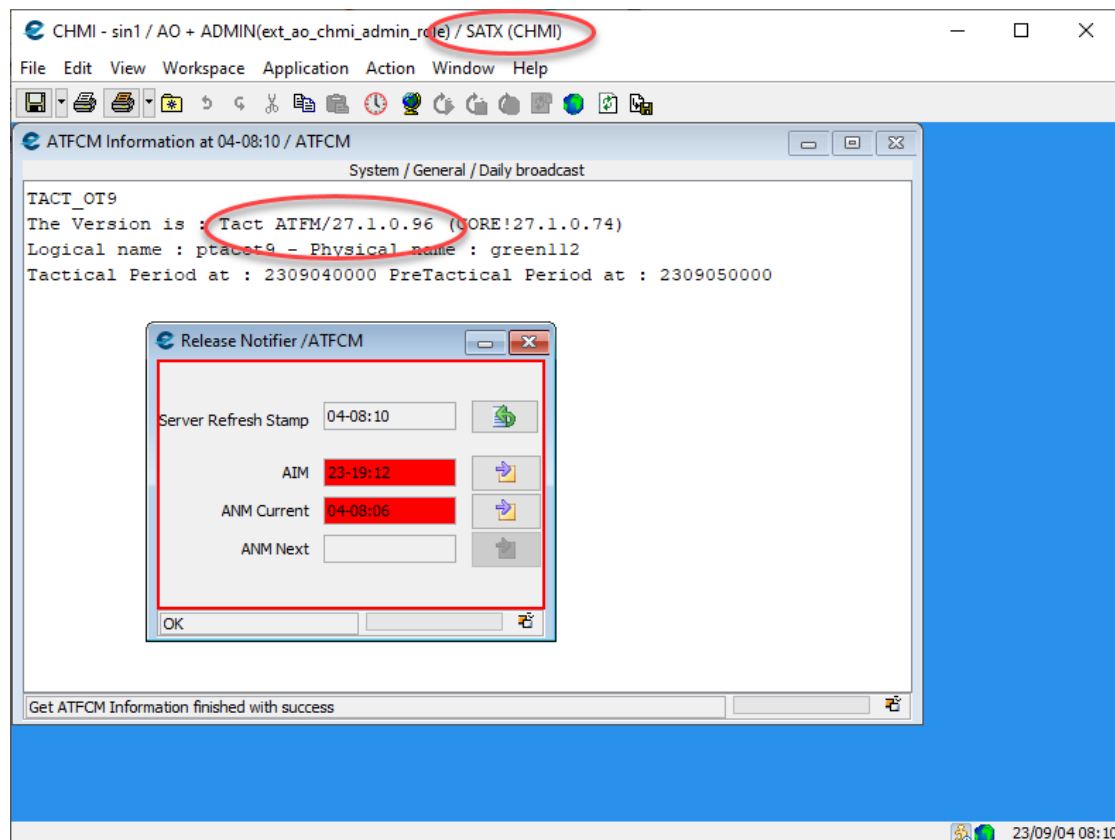 CHMI - sin1 / AO + ADMIN(ext_ao_chmi_admin_role) / SATX (CHMI)
File Edit View Workspace Application Action Window Help
ATFCM Information at 04-08:10 / ATFCM
System / General / Daily broadcast
TACT_OT9
The Version is : Tact ATFM/27.1.0.96 (CORE!27.1.0.74)
Logical name : ptacot9 - Physical name : green112
Tactical Period at : 2309040000 PreTactical Period at : 2309050000
Release Notifier /ATFCM
Server Refresh Stamp 04-08:10
AIM 23-19:12
ANM Current 04-08:06
ANM Next
OK
Get ATFCM Information finished with success
23/09/04 08:10